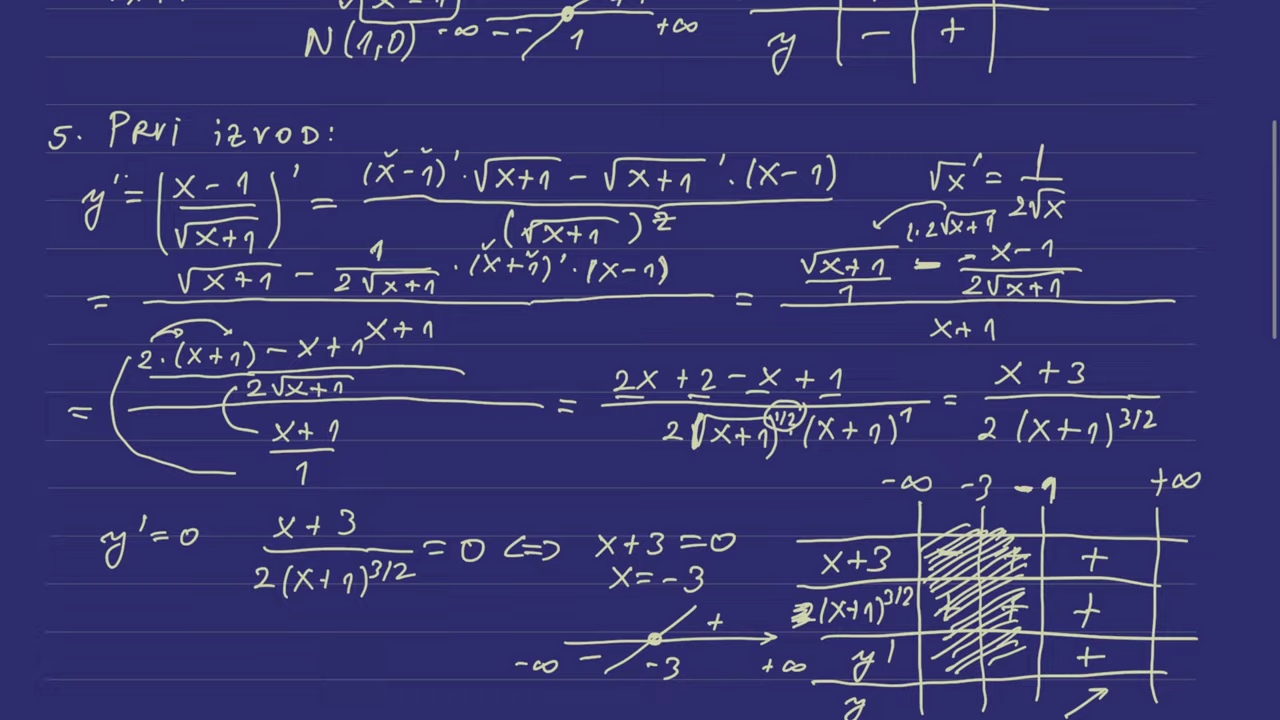 N(1,0) -∞ -- 1 +∞ y - +
5. PRVI IZVOD:
y' = ((x-1)/√(x+1))' = ((x-1)'·√(x+1) - √(x+1)'·(x-1))/(√(x+1))² √x' = 1/(2√x)
= (√(x+1) - 1/(2√(x+1))·(x+1)'·(x-1))/(x+1) = (√(x+1)/1 - (x-1)/(2√(x+1)))/(x+1) 1·2√(x+1)
= ((2·(x+1)-x+1)/(2√(x+1)))/((x+1)/1) = (2x+2-x+1)/(2(x+1)^1/2 (x+1)^1) = (x+3)/(2(x+1)^3/2)
y'=0 (x+3)/(2(x+1)^3/2) = 0 <=> x+3=0
x=-3
-∞ - -3 + +∞
-∞ -3 -1 +∞
x+3 +
2(x+1)^3/2 +
y' +
y ↗